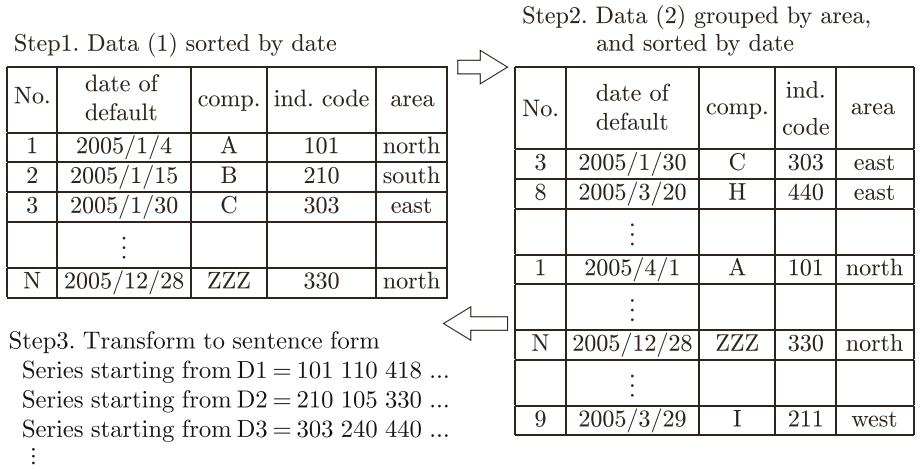 Step1. Data (1) sorted by date
No. date of default comp. ind. code area
1 2005/1/4 A 101 north
2 2005/1/15 B 210 south
3 2005/1/30 C 303 east
⋮
N 2005/12/28 ZZZ 330 north
Step2. Data (2) grouped by area,
and sorted by date
No. date of default comp. ind. code area
3 2005/1/30 C 303 east
8 2005/3/20 H 440 east
⋮
1 2005/4/1 A 101 north
⋮
N 2005/12/28 ZZZ 330 north
⋮
9 2005/3/29 I 211 west
Step3. Transform to sentence form
Series starting from D1 = 101 110 418 ...
Series starting from D2 = 210 105 330 ...
Series starting from D3 = 303 240 440 ...
⋮